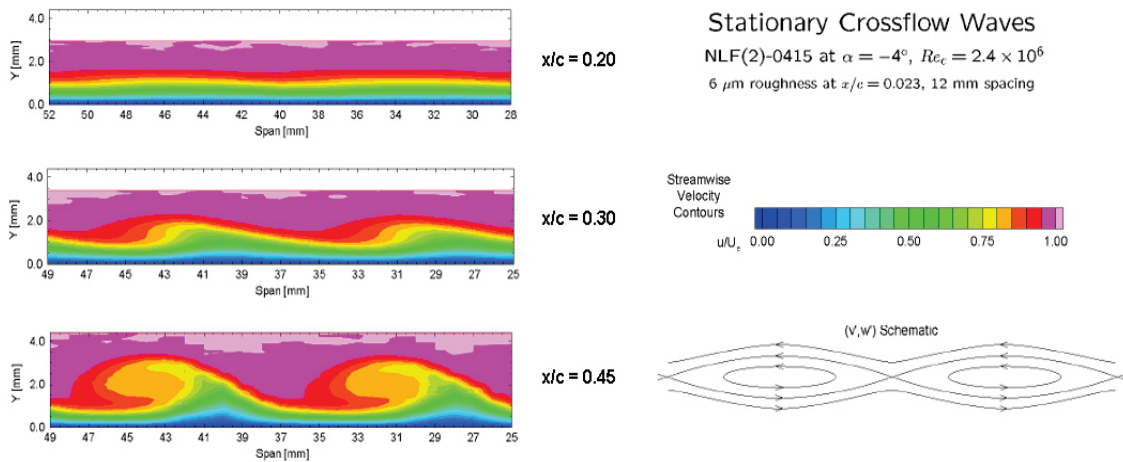 Stationary Crossflow Waves
NLF(2)-0415 at α = −4°, Re_c = 2.4 × 10⁶
6 μm roughness at x/c = 0.023, 12 mm spacing
4.0
2.0
0.0
Y [mm]
52 50 48 46 44 42 40 38 36 34 32 30 28
Span [mm]
x/c = 0.20
4.0
2.0
0.0
Y [mm]
49 47 45 43 41 39 37 35 33 31 29 27 25
Span [mm]
x/c = 0.30
Streamwise
Velocity
Contours
u/U_e 0.00 0.25 0.50 0.75 1.00
4.0
2.0
0.0
Y [mm]
49 47 45 43 41 39 37 35 33 31 29 27 25
Span [mm]
x/c = 0.45
(v',w') Schematic